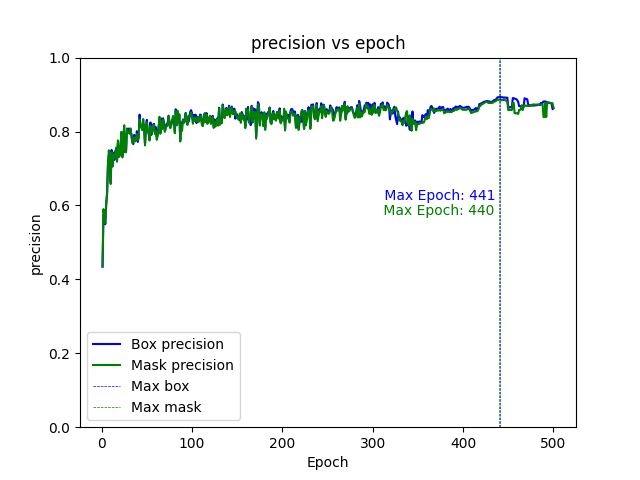 precision vs epoch
1.0
0.8
0.6
0.4
0.2
0.0
precision
Max Epoch: 441
Max Epoch: 440
Box precision
Mask precision
Max box
Max mask
0 100 200 300 400 500
Epoch